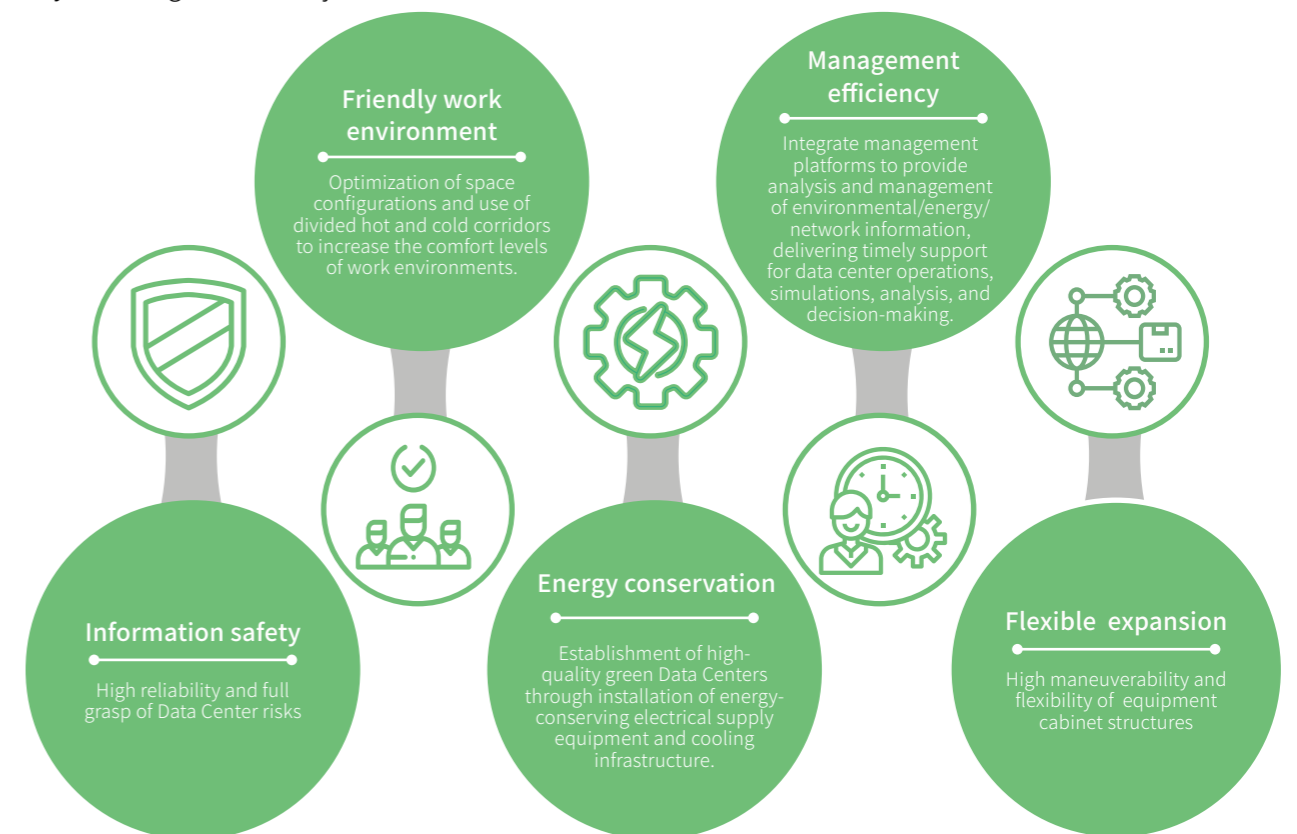 Friendly work
environment
Optimization of space
configurations and use of
divided hot and cold corridors
to increase the comfort levels
of work environments.
Management
efficiency
Integrate management
platforms to provide
analysis and management
of environmental/energy/
network information,
delivering timely support
for data center operations,
simulations, analysis, and
decision-making.
Information safety
High reliability and full
grasp of Data Center risks
Energy conservation
Establishment of high-
quality green Data Centers
through installation of energy-
conserving electrical supply
equipment and cooling
infrastructure.
Flexible expansion
High maneuverability and
flexibility of equipment
cabinet structures